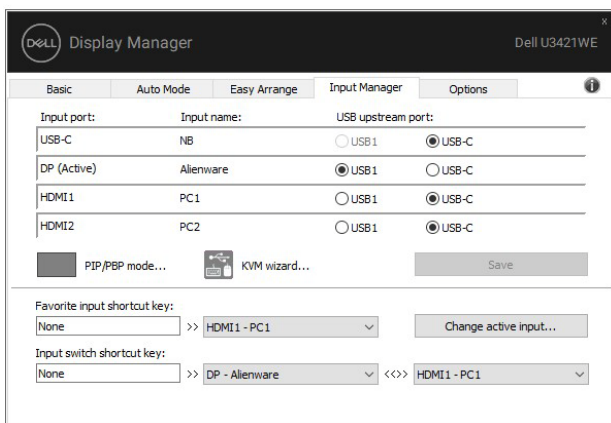 DELL Display Manager Dell U3421WE x
Basic Auto Mode Easy Arrange Input Manager Options i
Input port: Input name: USB upstream port:
USB-C NB USB1 USB-C
DP (Active) Alienware USB1 USB-C
HDMI1 PC1 USB1 USB-C
HDMI2 PC2 USB1 USB-C
PIP/PBP mode... KVM wizard... Save
Favorite input shortcut key:
None >> HDMI1 - PC1 Change active input...
Input switch shortcut key:
None >> DP - Alienware <<>> HDMI1 - PC1